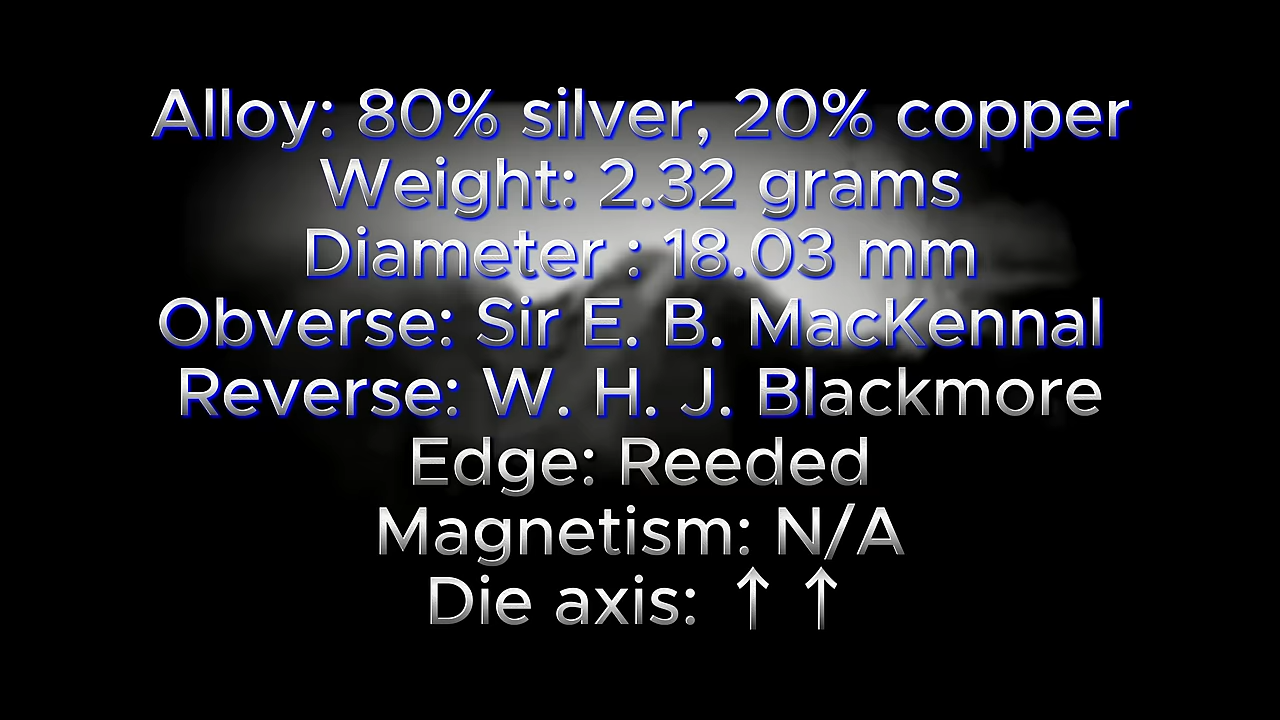 Alloy: 80% silver, 20% copper
Weight: 2.32 grams
Diameter : 18.03 mm
Obverse: Sir E. B. MacKennal
Reverse: W. H. J. Blackmore
Edge: Reeded
Magnetism: N/A
Die axis: ↑ ↑